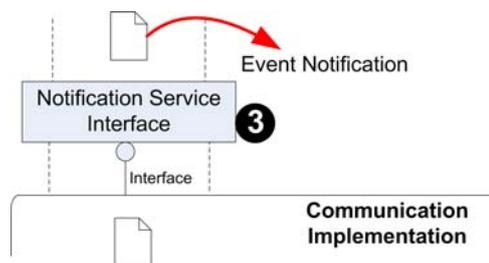 Event Notification
Notification Service
Interface
3
Interface
Communication
Implementation